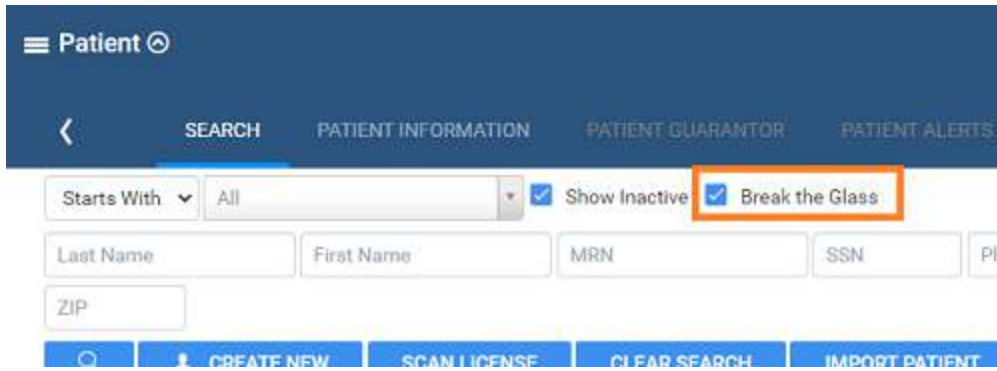 Patient
SEARCH PATIENT INFORMATION PATIENT GUARANTOR PATIENT ALERTS
Starts With All Show Inactive Break the Glass
Last Name First Name MRN SSN Ph
ZIP
CREATE NEW SCAN LICENSE CLEAR SEARCH IMPORT PATIENT